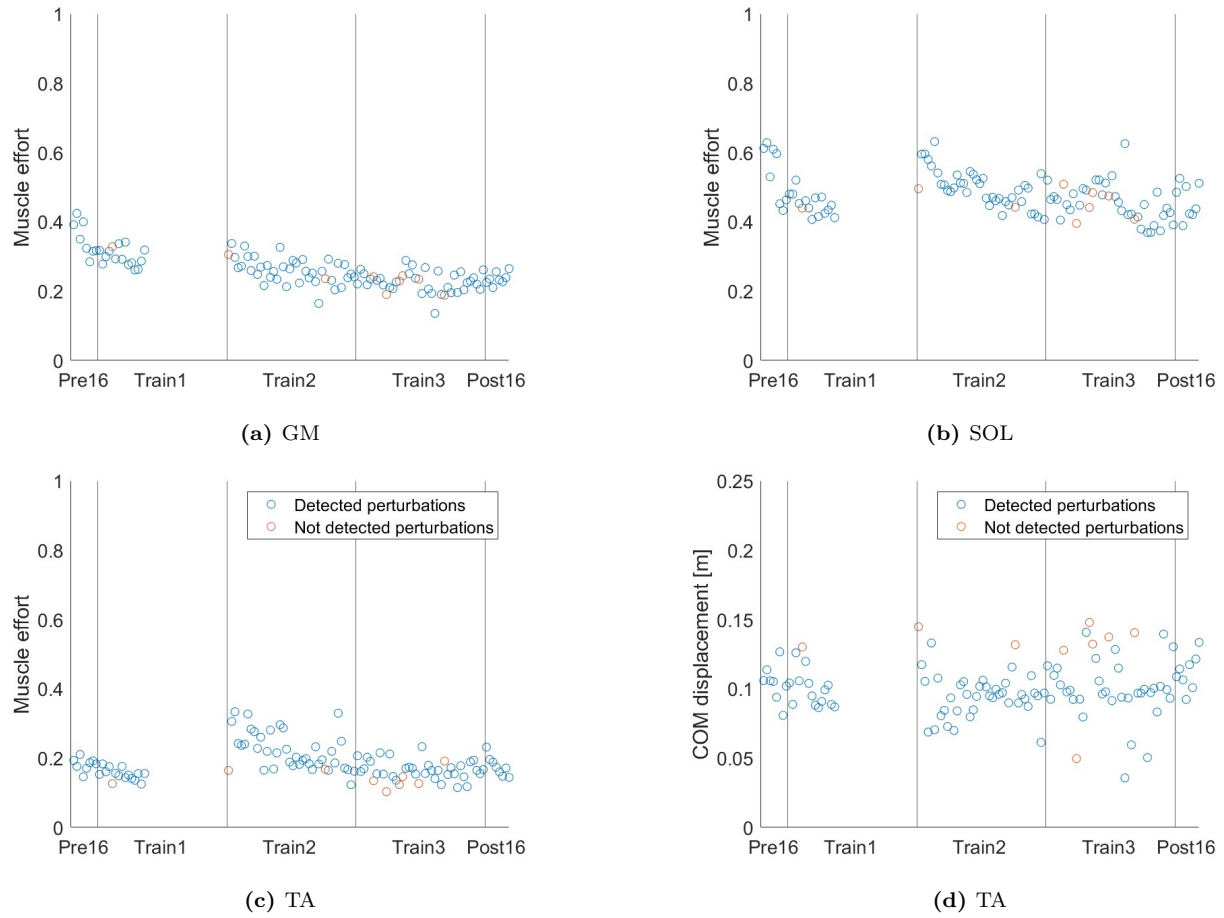 1
0.8
0.6
0.4
0.2
0
Muscle effort
Pre16 Train1 Train2 Train3 Post16
(a) GM
1
0.8
0.6
0.4
0.2
0
Muscle effort
Pre16 Train1 Train2 Train3 Post16
(b) SOL
1
0.8
0.6
0.4
0.2
0
Muscle effort
Detected perturbations
Not detected perturbations
Pre16 Train1 Train2 Train3 Post16
(c) TA
0.25
0.2
0.15
0.1
0.05
0
COM displacement [m]
Detected perturbations
Not detected perturbations
Pre16 Train1 Train2 Train3 Post16
(d) TA